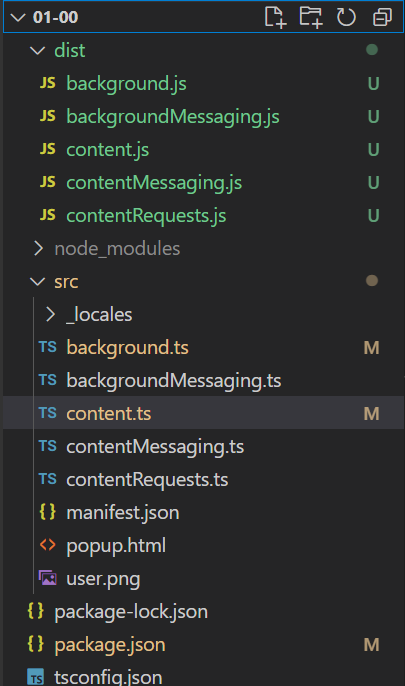 01-00
dist
JS background.js U
JS backgroundMessaging.js U
JS content.js U
JS contentMessaging.js U
JS contentRequests.js U
node_modules
src
_locales
TS background.ts M
TS backgroundMessaging.ts
TS content.ts M
TS contentMessaging.ts
TS contentRequests.ts
{} manifest.json
<> popup.html
user.png
{} package-lock.json
{} package.json M
TS tsconfig.json